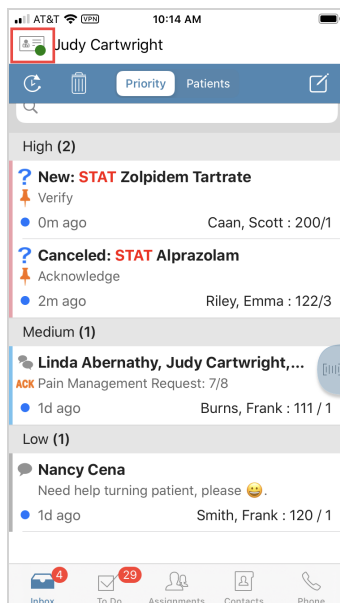 AT&T VPN 10:14 AM
Judy Cartwright
Priority Patients
High (2)
New: STAT Zolpidem Tartrate
Verify
0m ago Caan, Scott : 200/1
Canceled: STAT Alprazolam
Acknowledge
2m ago Riley, Emma : 122/3
Medium (1)
Linda Abernathy, Judy Cartwright,...
ACK Pain Management Request: 7/8
1d ago Burns, Frank : 111 / 1
Low (1)
Nancy Cena
Need help turning patient, please 😀.
1d ago Smith, Frank : 120 / 1
4 29
Inbox To Do Assignments Contacts Phone